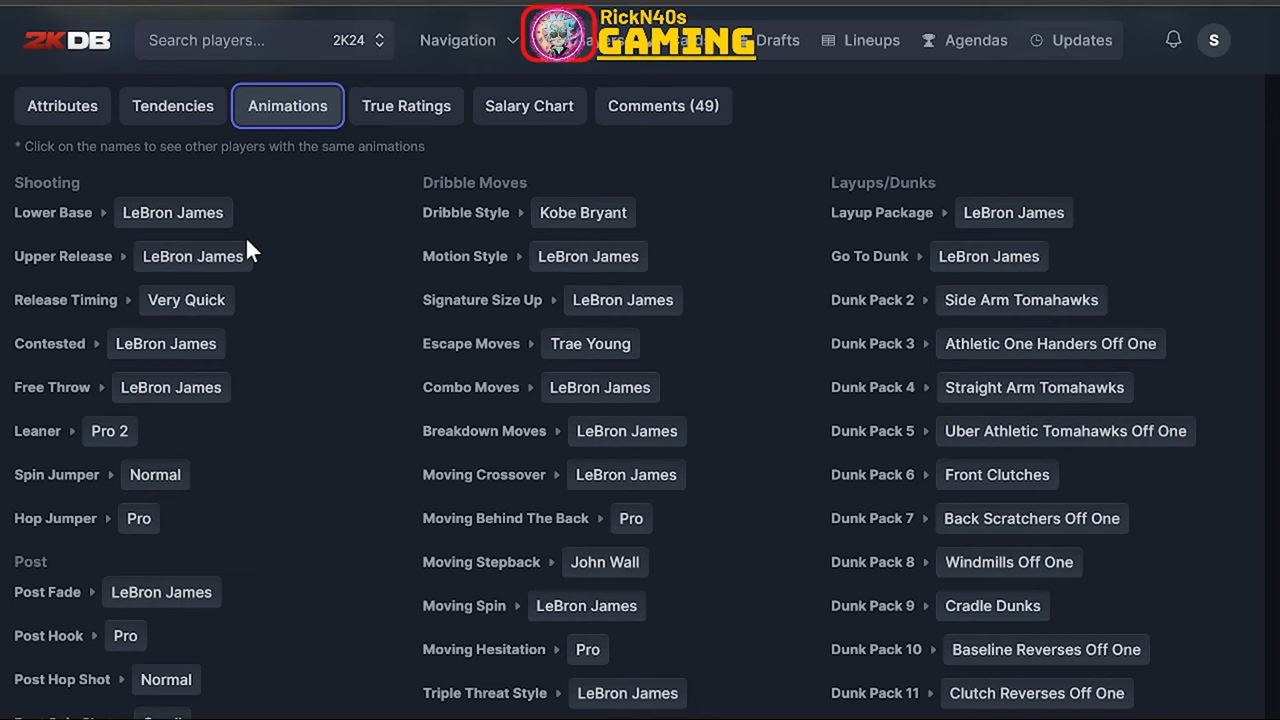 2KDB
Search players...
2K24
Navigation
RickN40s
GAMING
Drafts
Lineups
Agendas
Updates
S
Attributes
Tendencies
Animations
True Ratings
Salary Chart
Comments (49)
* Click on the names to see other players with the same animations
Shooting
Lower Base LeBron James
Upper Release LeBron James
Release Timing Very Quick
Contested LeBron James
Free Throw LeBron James
Leaner Pro 2
Spin Jumper Normal
Hop Jumper Pro
Post
Post Fade LeBron James
Post Hook Pro
Post Hop Shot Normal
Dribble Moves
Dribble Style Kobe Bryant
Motion Style LeBron James
Signature Size Up LeBron James
Escape Moves Trae Young
Combo Moves LeBron James
Breakdown Moves LeBron James
Moving Crossover LeBron James
Moving Behind The Back Pro
Moving Stepback John Wall
Moving Spin LeBron James
Moving Hesitation Pro
Triple Threat Style LeBron James
Layups/Dunks
Layup Package LeBron James
Go To Dunk LeBron James
Dunk Pack 2 Side Arm Tomahawks
Dunk Pack 3 Athletic One Handers Off One
Dunk Pack 4 Straight Arm Tomahawks
Dunk Pack 5 Uber Athletic Tomahawks Off One
Dunk Pack 6 Front Clutches
Dunk Pack 7 Back Scratchers Off One
Dunk Pack 8 Windmills Off One
Dunk Pack 9 Cradle Dunks
Dunk Pack 10 Baseline Reverses Off One
Dunk Pack 11 Clutch Reverses Off One